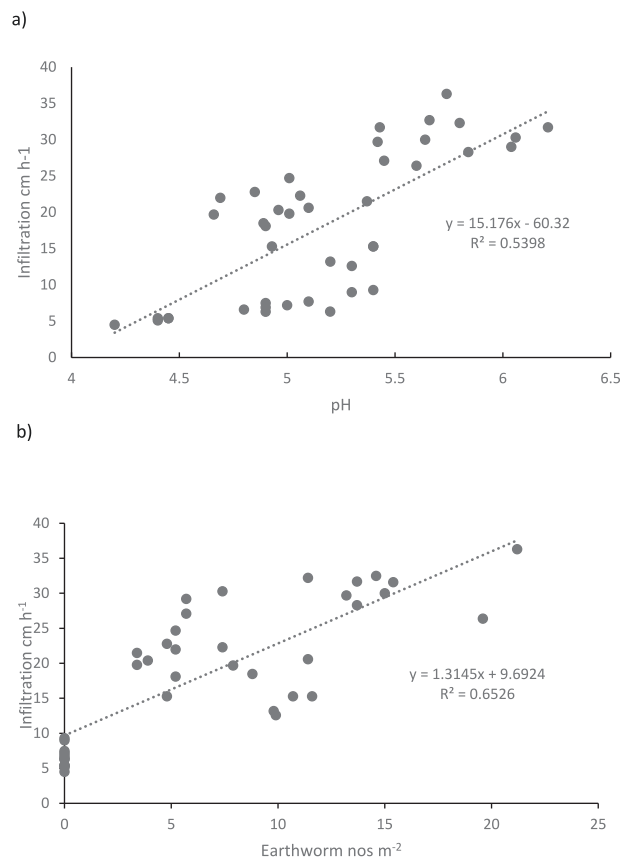 a)
40
35
30
25
20
15
10
5
0
Infiltration cm h-1
y = 15.176x - 60.32
R² = 0.5398
4 4.5 5 5.5 6 6.5
pH
b)
40
35
30
25
20
15
10
5
0
Infiltration cm h⁻¹
y = 1.3145x + 9.6924
R² = 0.6526
0 5 10 15 20 25
Earthworm nos m⁻²